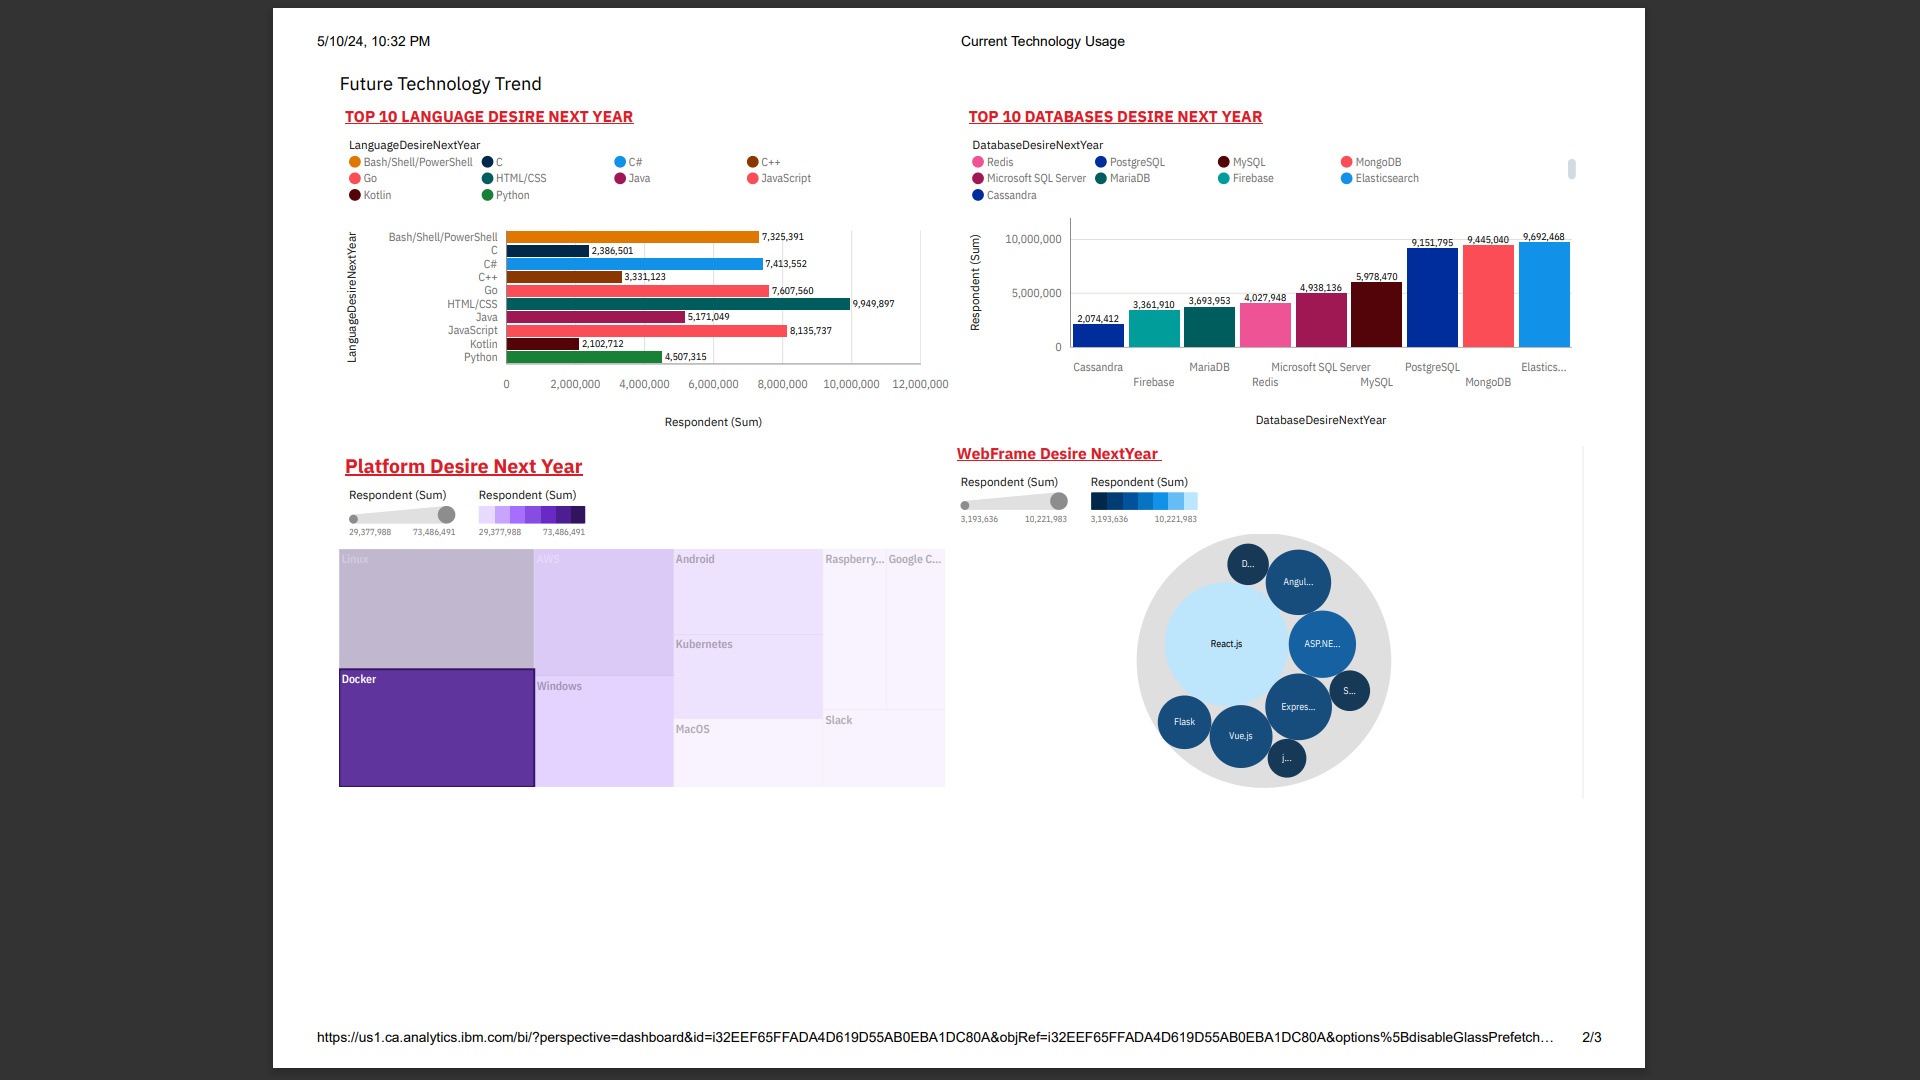 5/10/24, 10:32 PM Current Technology Usage
Future Technology Trend
TOP 10 LANGUAGE DESIRE NEXT YEAR
LanguageDesireNextYear
Bash/Shell/PowerShell C C# C++
Go HTML/CSS Java JavaScript
Kotlin Python
LanguageDesireNextYear
Bash/Shell/PowerShell 7,325,391
C 2,386,501
C# 7,413,552
C++ 3,331,123
Go 7,607,560
HTML/CSS 9,949,897
Java 5,171,049
JavaScript 8,135,737
Kotlin 2,102,712
Python 4,507,315
0 2,000,000 4,000,000 6,000,000 8,000,000 10,000,000 12,000,000
Respondent (Sum)
TOP 10 DATABASES DESIRE NEXT YEAR
DatabaseDesireNextYear
Redis PostgreSQL MySQL MongoDB
Microsoft SQL Server MariaDB Firebase Elasticsearch
Cassandra
Respondent (Sum)
10,000,000
5,000,000
0
2,074,412 3,361,910 3,693,953 4,027,948 4,938,136 5,978,470 9,151,795 9,445,040 9,692,468
Cassandra MariaDB Microsoft SQL Server PostgreSQL Elastics...
Firebase Redis MySQL MongoDB
DatabaseDesireNextYear
Platform Desire Next Year
Respondent (Sum) Respondent (Sum)
29,377,988 73,486,491 29,377,988 73,486,491
Linux AWS Android Raspberry... Google C...
Kubernetes
Docker Windows
MacOS Slack
WebFrame Desire NextYear
Respondent (Sum) Respondent (Sum)
3,193,636 10,221,983 3,193,636 10,221,983
D...
Angul...
React.js ASP.NE...
S...
Expres...
Flask
Vue.js
j...
https://us1.ca.analytics.ibm.com/bi/?perspective=dashboard&id=i32EEF65FFADA4D619D55AB0EBA1DC80A&objRef=i32EEF65FFADA4D619D55AB0EBA1DC80A&options%5BdisableGlassPrefetch… 2/3